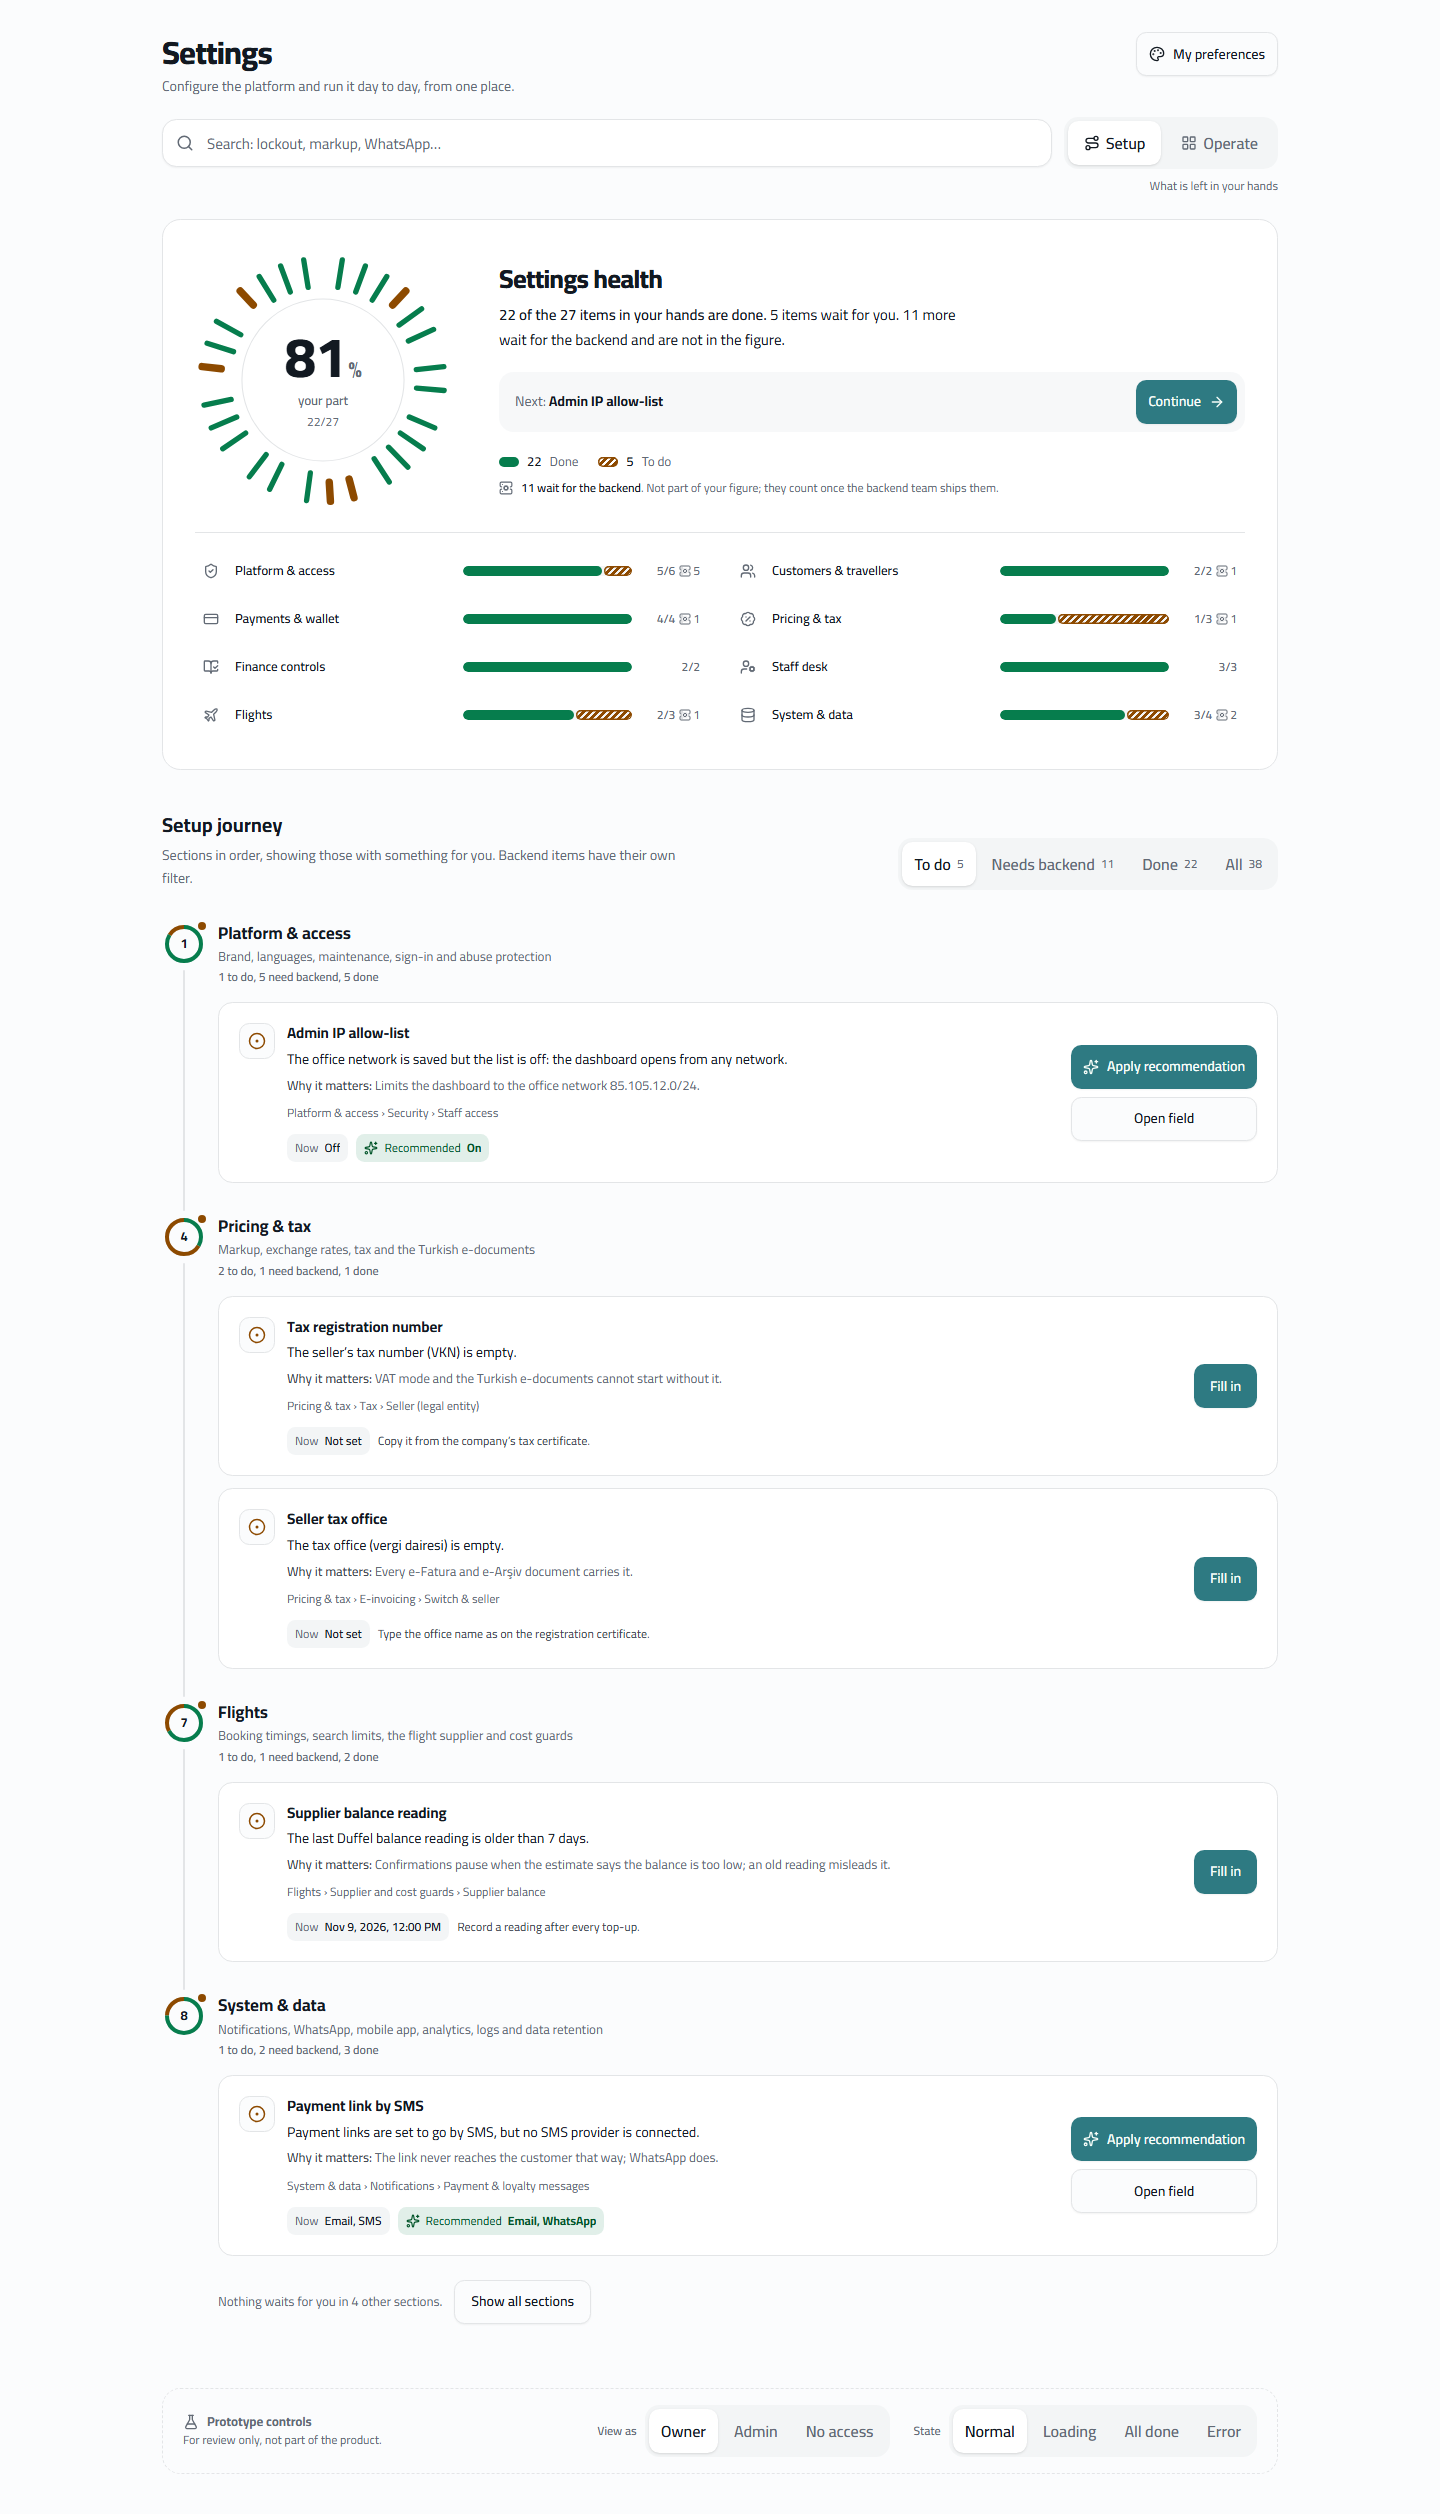 Settings
My preferences
Configure the platform and run it day to day, from one place.
Search: lockout, markup, WhatsApp...
Setup
Operate
What is left in your hands
81%
your part
22/27
Settings health
22 of the 27 items in your hands are done. 5 items wait for you. 11 more
wait for the backend and are not in the figure.
Next: Admin IP allow-list
Continue
22 Done
5 To do
11 wait for the backend. Not part of your figure; they count once the backend team ships them.
Platform & access
5/6 5
Customers & travellers
2/2 1
Payments & wallet
4/4 1
Pricing & tax
1/3 1
Finance controls
2/2
Staff desk
3/3
Flights
2/3 1
System & data
3/4 2
Setup journey
Sections in order, showing those with something for you. Backend items have their own
filter.
To do 5
Needs backend 11
Done 22
All 38
1
Platform & access
Brand, languages, maintenance, sign-in and abuse protection
1 to do, 5 need backend, 5 done
Admin IP allow-list
The office network is saved but the list is off: the dashboard opens from any network.
Why it matters: Limits the dashboard to the office network 85.105.12.0/24.
Platform & access › Security › Staff access
Now Off
Recommended On
Apply recommendation
Open field
4
Pricing & tax
Markup, exchange rates, tax and the Turkish e-documents
2 to do, 1 need backend, 1 done
Tax registration number
The seller's tax number (VKN) is empty.
Why it matters: VAT mode and the Turkish e-documents cannot start without it.
Pricing & tax › Tax › Seller (legal entity)
Now Not set
Copy it from the company's tax certificate.
Fill in
Seller tax office
The tax office (vergi dairesi) is empty.
Why it matters: Every e-Fatura and e-Arşiv document carries it.
Pricing & tax › E-invoicing › Switch & seller
Now Not set
Type the office name as on the registration certificate.
Fill in
7
Flights
Booking timings, search limits, the flight supplier and cost guards
1 to do, 1 need backend, 2 done
Supplier balance reading
The last Duffel balance reading is older than 7 days.
Why it matters: Confirmations pause when the estimate says the balance is too low; an old reading misleads it.
Flights › Supplier and cost guards › Supplier balance
Now Nov 9, 2026, 12:00 PM
Record a reading after every top-up.
Fill in
8
System & data
Notifications, WhatsApp, mobile app, analytics, logs and data retention
1 to do, 2 need backend, 3 done
Payment link by SMS
Payment links are set to go by SMS, but no SMS provider is connected.
Why it matters: The link never reaches the customer that way; WhatsApp does.
System & data › Notifications › Payment & loyalty messages
Now Email, SMS
Recommended Email, WhatsApp
Apply recommendation
Open field
Nothing waits for you in 4 other sections.
Show all sections
Prototype controls
For review only, not part of the product.
View as
Owner
Admin
No access
State
Normal
Loading
All done
Error